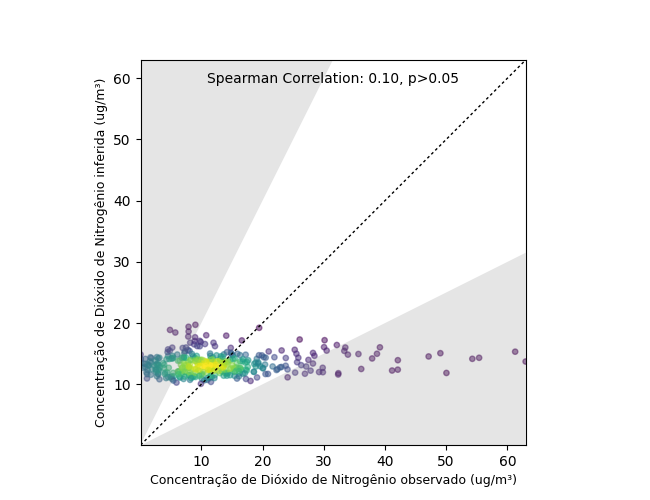 Spearman Correlation: 0.10, p>0.05
60
50
40
30
20
10
Concentração de Dióxido de Nitrogênio inferida (ug/m³)
10 20 30 40 50 60
Concentração de Dióxido de Nitrogênio observado (ug/m³)